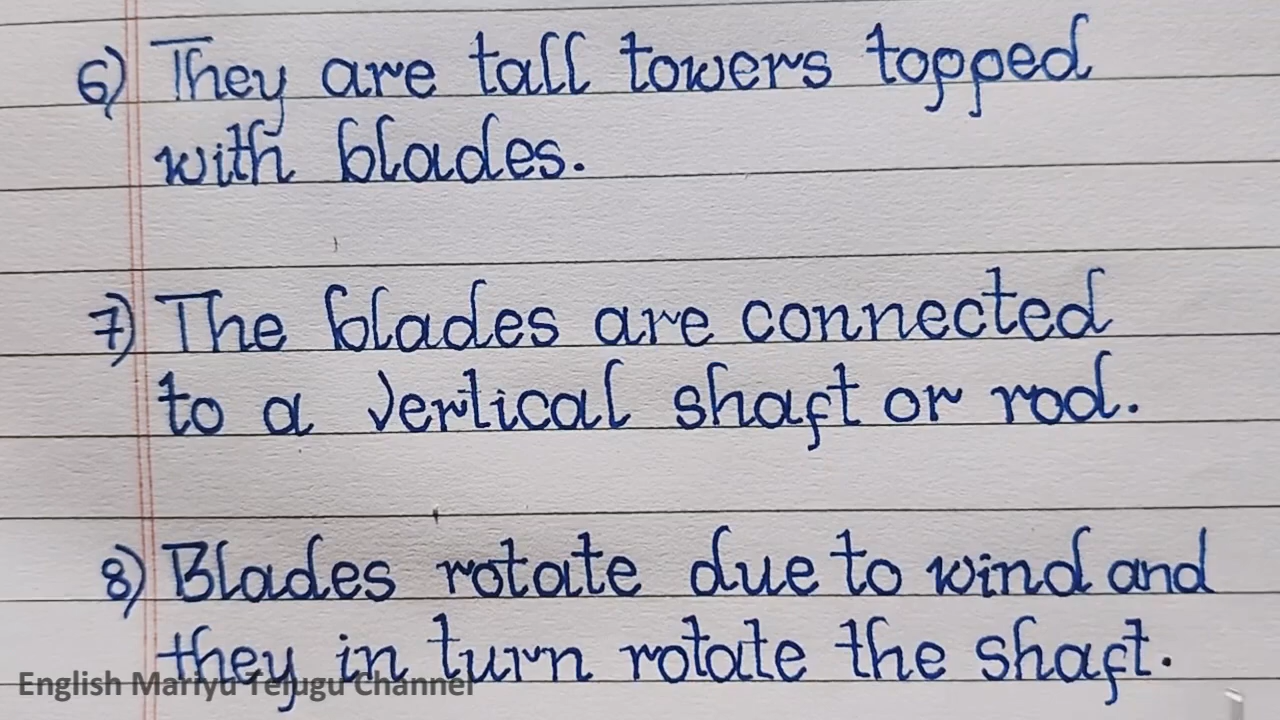 6) They are tall towers topped
with blades.
7) The blades are connected
to a vertical shaft or rod.
8) Blades rotate due to wind and
they in turn rotate the shaft.
English Mariyu Telugu Channel